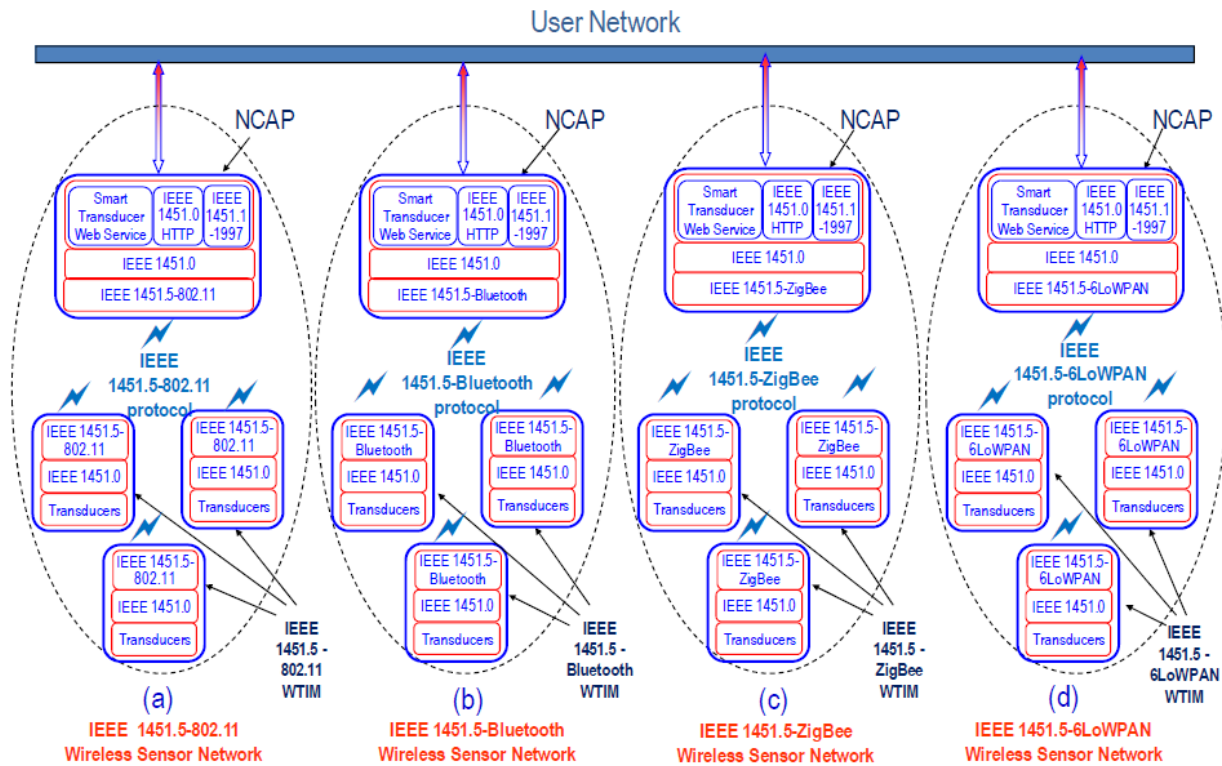 User Network
NCAP
Smart
Transducer
Web Service
IEEE
1451.0
HTTP
IEEE
1451.1
-1997
IEEE 1451.0
IEEE 1451.5-802.11
IEEE
1451.5-802.11
protocol
IEEE 1451.5-
802.11
IEEE 1451.0
Transducers
IEEE 1451.5-
802.11
IEEE 1451.0
Transducers
IEEE 1451.5-
802.11
IEEE 1451.0
Transducers
IEEE
1451.5 -
802.11
WTIM
(a)
IEEE 1451.5-802.11
Wireless Sensor Network
NCAP
Smart
Transducer
Web Service
IEEE
1451.0
HTTP
IEEE
1451.1
-1997
IEEE 1451.0
IEEE 1451.5-Bluetooth
IEEE
1451.5-Bluetooth
protocol
IEEE 1451.5-
Bluetooth
IEEE 1451.0
Transducers
IEEE 1451.5-
Bluetooth
IEEE 1451.0
Transducers
IEEE 1451.5-
Bluetooth
IEEE 1451.0
Transducers
IEEE
1451.5 -
Bluetooth
WTIM
(b)
IEEE 1451.5-Bluetooth
Wireless Sensor Network
NCAP
Smart
Transducer
Web Service
IEEE
1451.0
HTTP
IEEE
1451.1
-1997
IEEE 1451.0
IEEE 1451.5-ZigBee
IEEE
1451.5-ZigBee
protocol
IEEE 1451.5-
ZigBee
IEEE 1451.0
Transducers
IEEE 1451.5-
ZigBee
IEEE 1451.0
Transducers
IEEE 1451.5-
ZigBee
IEEE 1451.0
Transducers
IEEE
1451.5 -
ZigBee
WTIM
(c)
IEEE 1451.5-ZigBee
Wireless Sensor Network
NCAP
Smart
Transducer
Web Service
IEEE
1451.0
HTTP
IEEE
1451.1
-1997
IEEE 1451.0
IEEE 1451.5-6LoWPAN
IEEE
1451.5-6LoWPAN
protocol
IEEE 1451.5-
6LoWPAN
IEEE 1451.0
Transducers
IEEE 1451.5-
6LoWPAN
IEEE 1451.0
Transducers
IEEE 1451.5-
6LoWPAN
IEEE 1451.0
Transducers
IEEE
1451.5 -
6LoWPAN
WTIM
(d)
IEEE 1451.5-6LoWPAN
Wireless Sensor Network